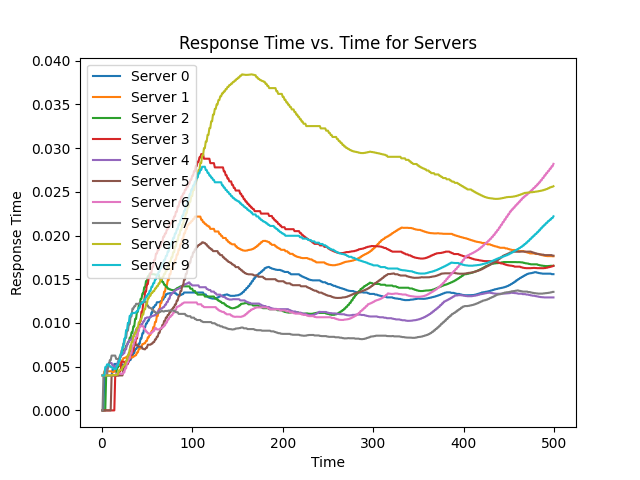 Response Time vs. Time for Servers
0.040
0.035
0.030
0.025
0.020
0.015
0.010
0.005
0.000
Response Time
Server 0
Server 1
Server 2
Server 3
Server 4
Server 5
Server 6
Server 7
Server 8
Server 9
0 100 200 300 400 500
Time